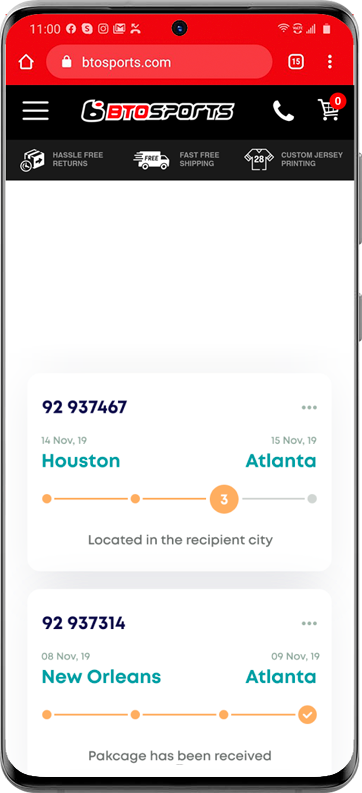 11:00
btosports.com
15
BTOSPORTS
0
HASSLE FREE
RETURNS
FREE
FAST FREE
SHIPPING
28
CUSTOM JERSEY
PRINTING
92 937467
14 Nov, 19
15 Nov, 19
Houston
Atlanta
3
Located in the recipient city
92 937314
08 Nov, 19
09 Nov, 19
New Orleans
Atlanta
Pakcage has been received